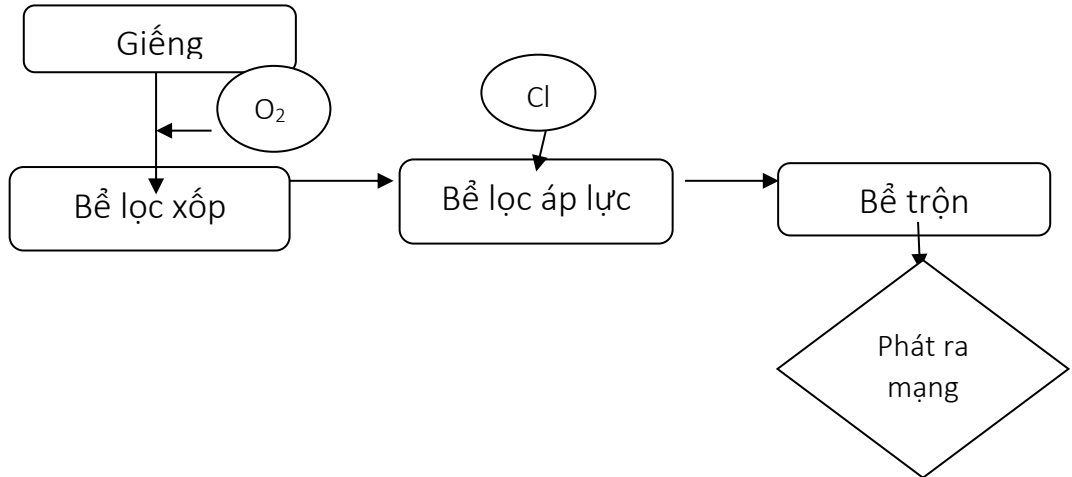 Giếng
O₂
Cl
Bể lọc xốp
Bể lọc áp lực
Bể trộn
Phát ra
mạng